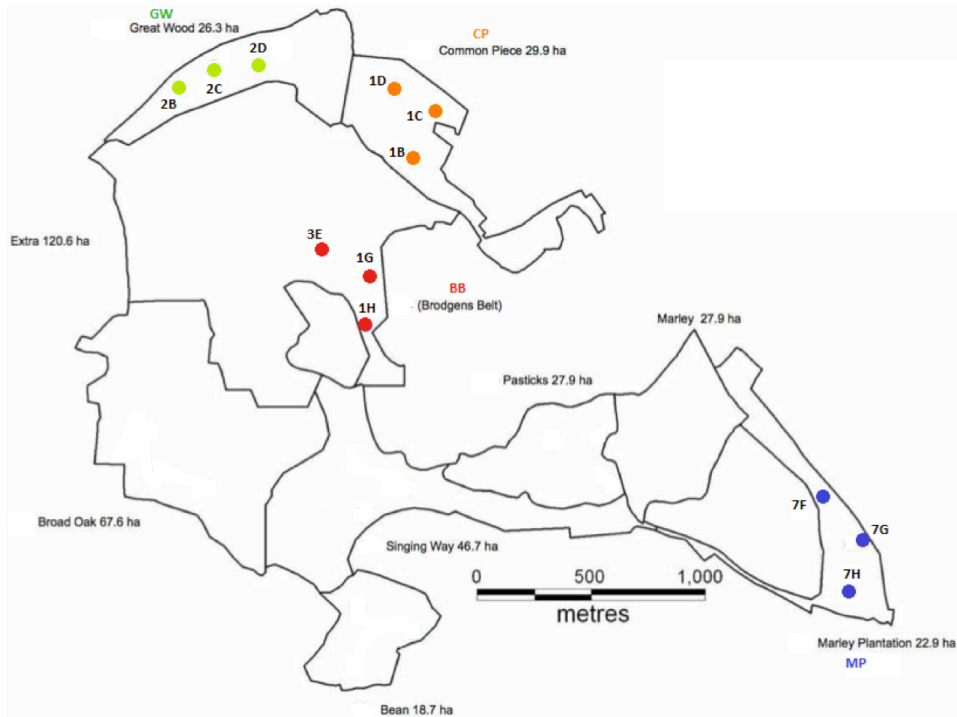 GW
Great Wood 26.3 ha
2D
2C
2B
CP
Common Piece 29.9 ha
1D
1C
1B
Extra 120.6 ha
3E
1G
1H
BB
(Brodgens Belt)
Marley 27.9 ha
Pasticks 27.9 ha
Broad Oak 67.6 ha
Singing Way 46.7 ha
7F
7G
7H
0 500 1,000
metres
Marley Plantation 22.9 ha
MP
Bean 18.7 ha